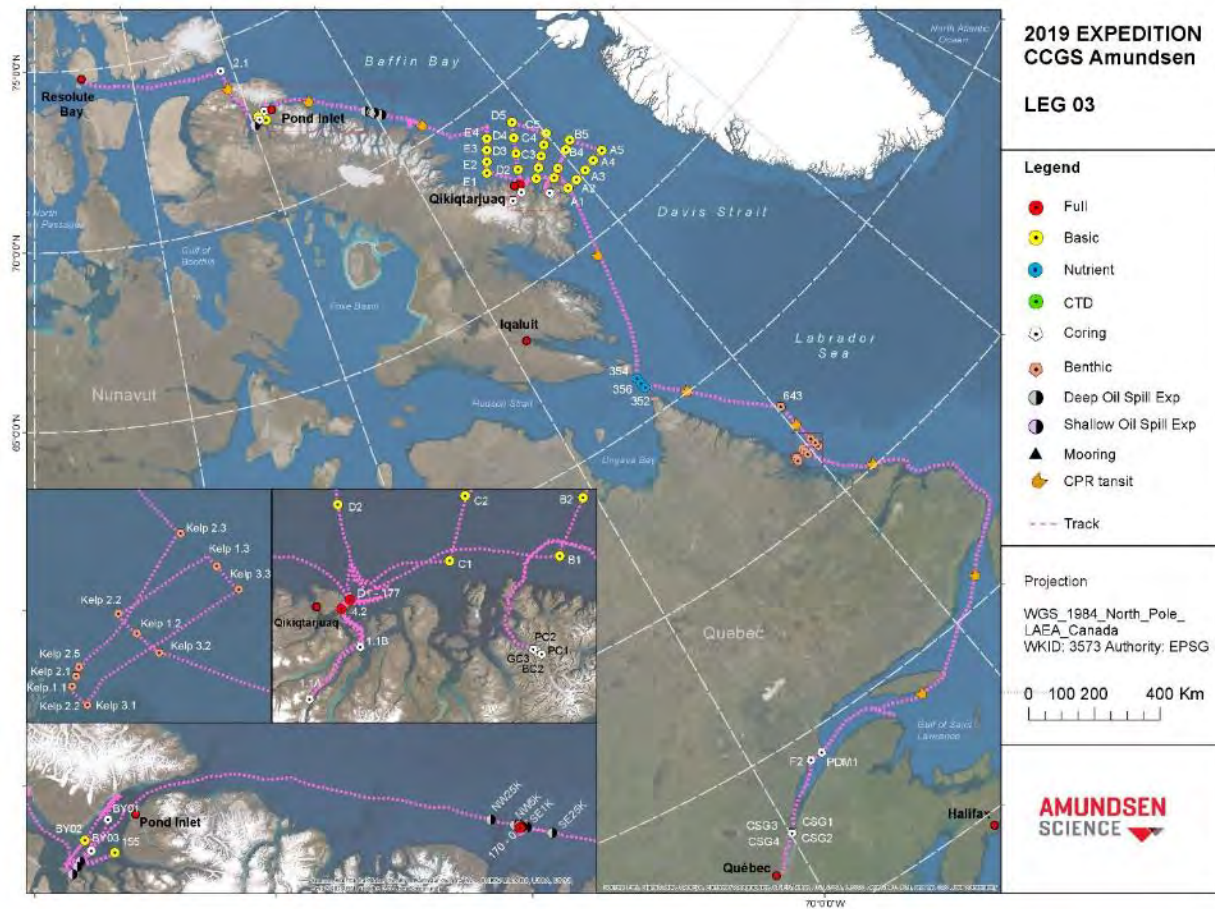 2019 EXPEDITION
CCGS Amundsen
LEG 03
Legend
Full
Basic
Nutrient
CTD
Coring
Benthic
Deep Oil Spill Exp
Shallow Oil Spill Exp
Mooring
CPR tansit
Track
Projection
WGS_1984_North_Pole_
LAEA_Canada
WKID: 3573 Authority: EPSG
0 100 200 400 Km
AMUNDSEN
SCIENCE
North Atlantic
Ocean
Baffin Bay
75°0'0"N
70°0'0"N
65°0'0"N
70°0'0"W
2.1
Resolute
Bay
Pond Inlet
D5
C5
B5
E4
D4
C4
B4
A5
E3
D3
C3
A4
E2
D2
A3
E1
A2
A1
Qikiqtarjuaq
Davis Strait
Gulf of
Boothia
Foxe Basin
Iqaluit
Labrador
Sea
Nunavut
Hudson Strait
354
356
352
643
Ungava Bay
Quebec
Gulf of Saint
Lawrence
F2
PDM1
CSG3
CSG1
CSG4
CSG2
Québec
Halifax
Kelp 2.3
Kelp 1.3
Kelp 3.3
Kelp 2.2
Kelp 1.2
Kelp 3.2
Kelp 2.5
Kelp 2.1
Kelp 1.1
Kelp 2.2
Kelp 3.1
D2
C2
B2
C1
B1
D1 - 177
4.2
Qikiqtarjuaq
1.1B
1.1A
PC2
PC1
GC3
BC2
BY01
Pond Inlet
BY02
BY03
155
NW25K
NW5K
SE1K
SE25K
170 - 0